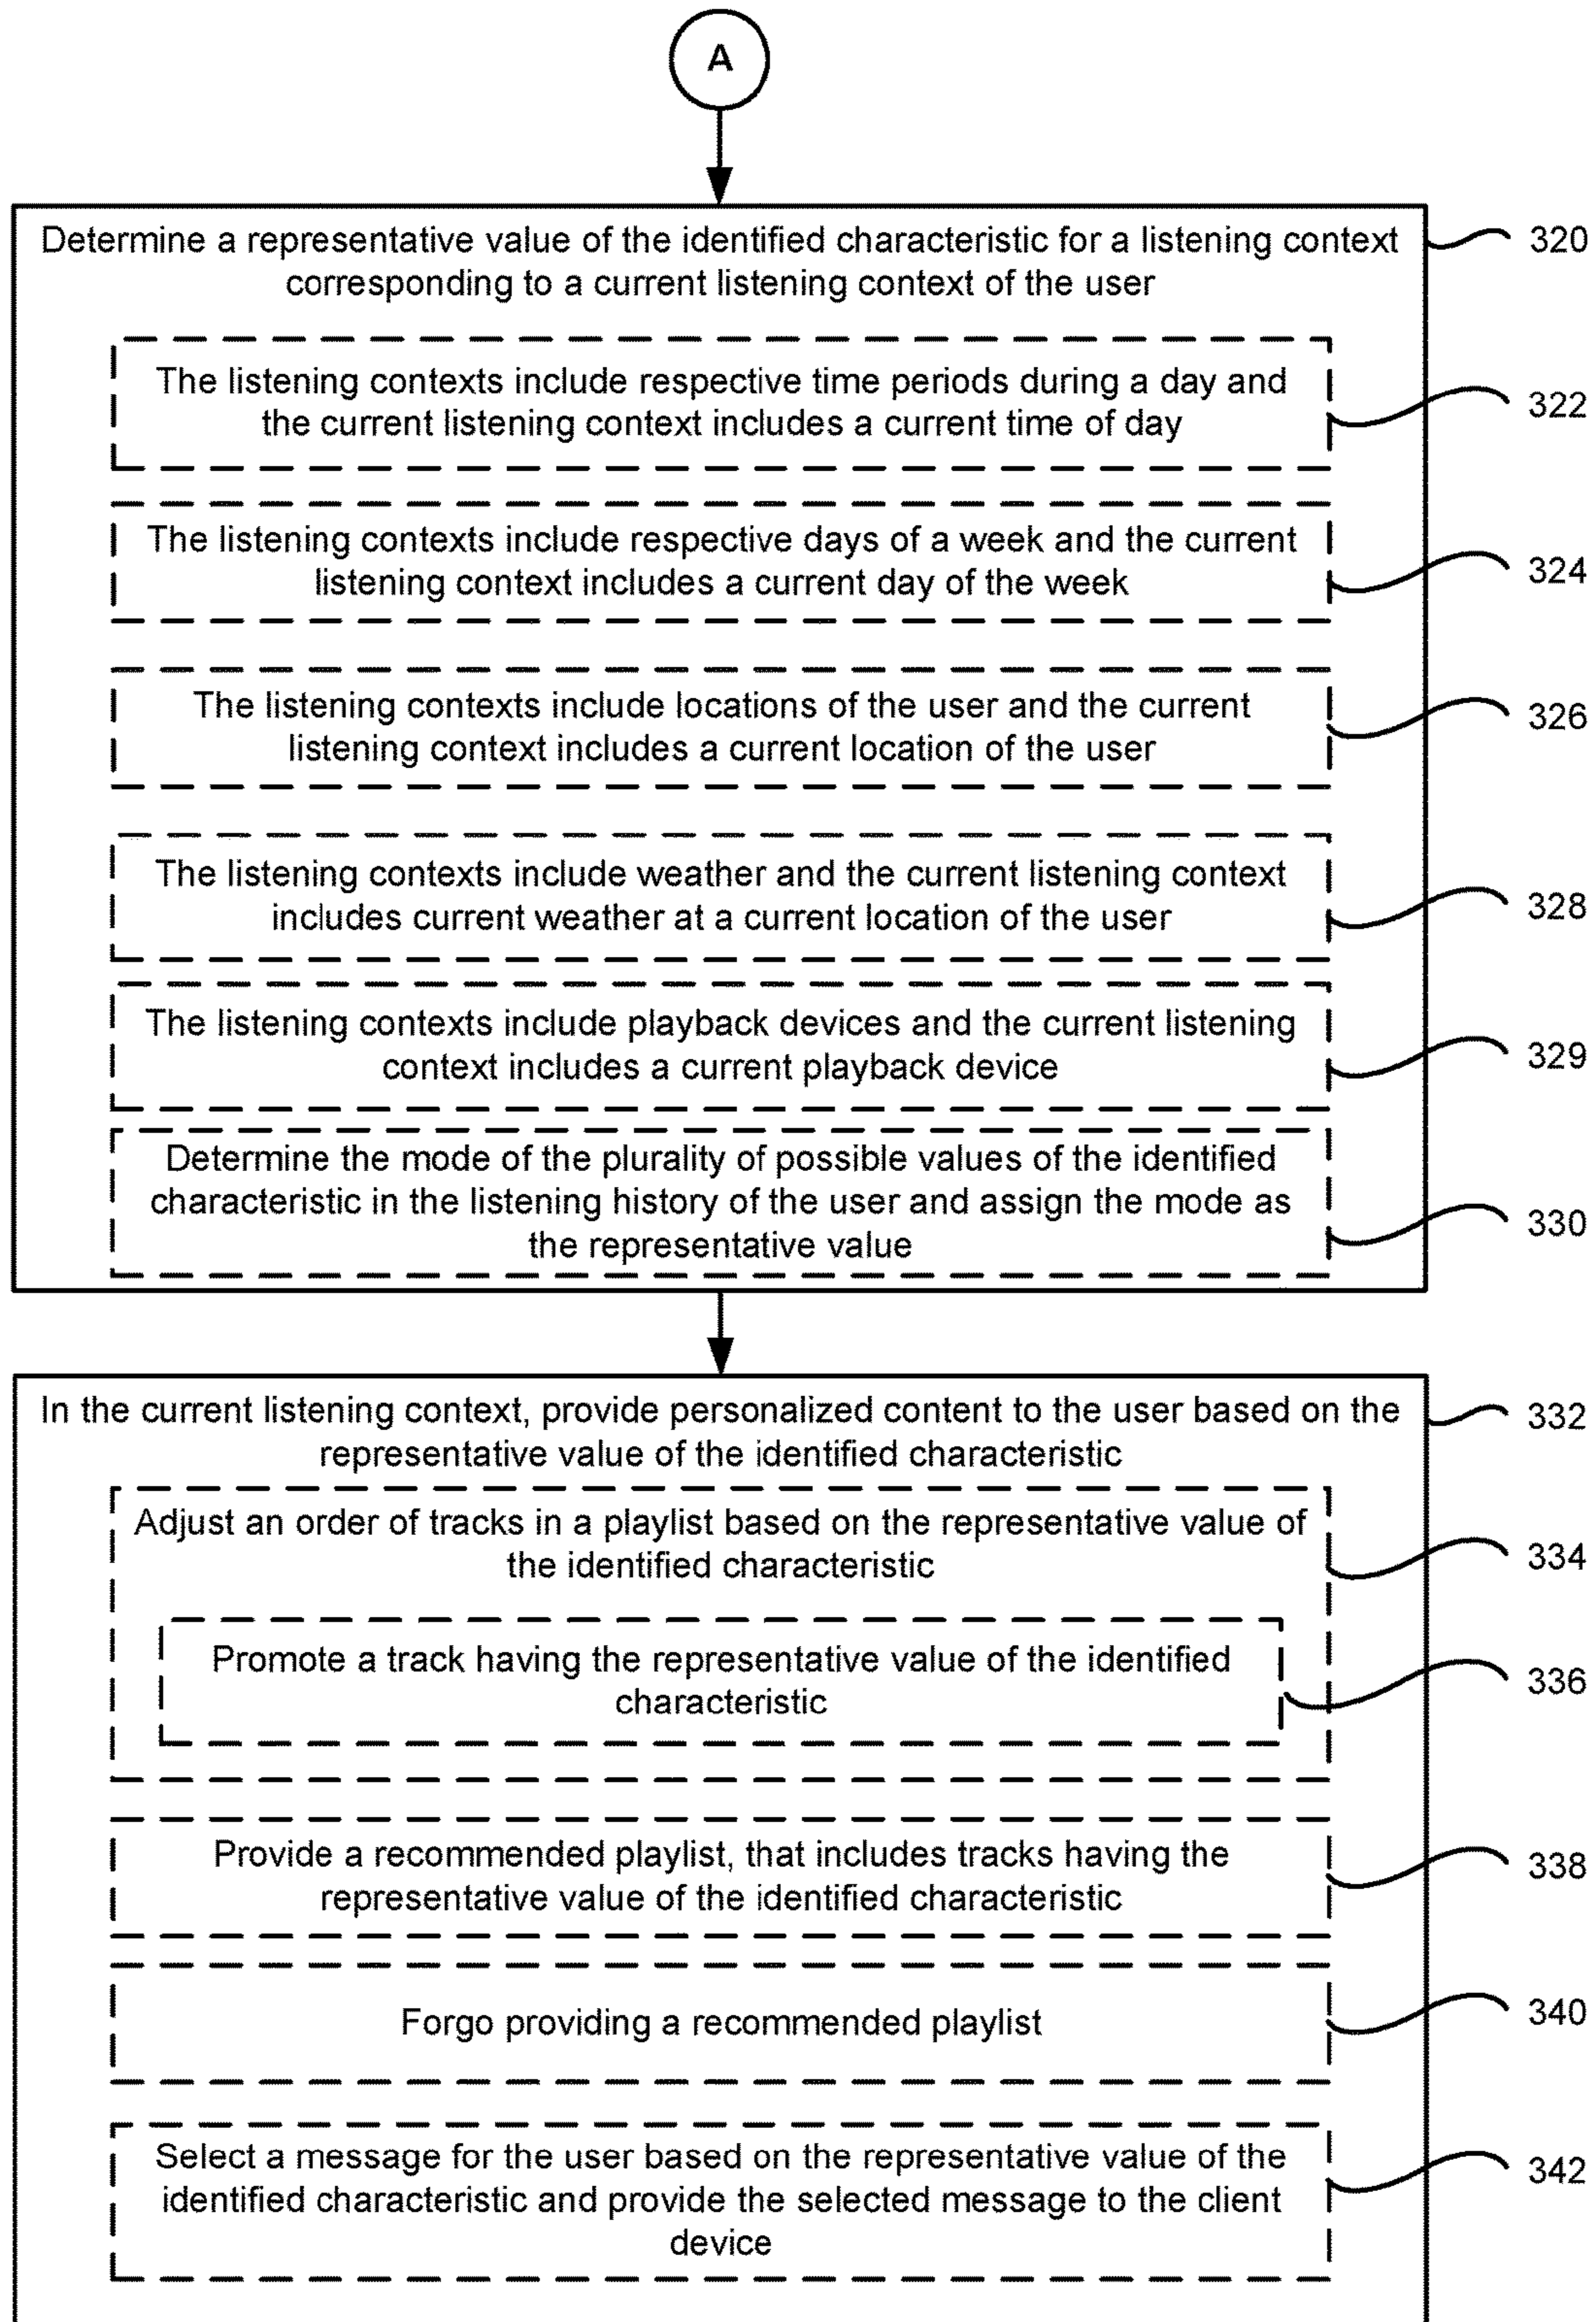 A
Determine a representative value of the identified characteristic for a listening context
corresponding to a current listening context of the user
320
The listening contexts include respective time periods during a day and
the current listening context includes a current time of day
322
The listening contexts include respective days of a week and the current
listening context includes a current day of the week
324
The listening contexts include locations of the user and the current
listening context includes a current location of the user
326
The listening contexts include weather and the current listening context
includes current weather at a current location of the user
328
The listening contexts include playback devices and the current listening
context includes a current playback device
329
Determine the mode of the plurality of possible values of the identified
characteristic in the listening history of the user and assign the mode as
the representative value
330
In the current listening context, provide personalized content to the user based on the
representative value of the identified characteristic
332
Adjust an order of tracks in a playlist based on the representative value of
the identified characteristic
334
Promote a track having the representative value of the identified
characteristic
336
Provide a recommended playlist, that includes tracks having the
representative value of the identified characteristic
338
Forgo providing a recommended playlist
340
Select a message for the user based on the representative value of the
identified characteristic and provide the selected message to the client
device
342